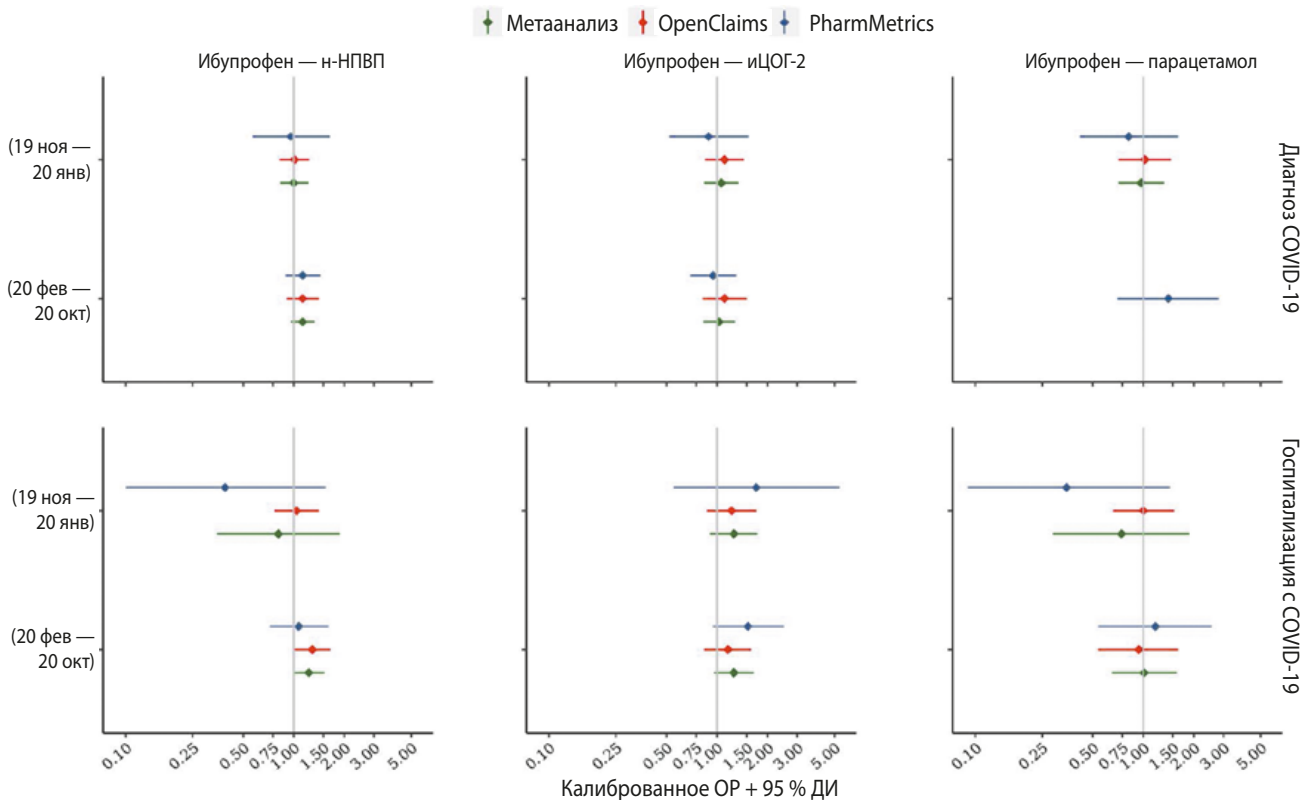 Метаанализ OpenClaims PharmMetrics
Ибупрофен — н-НПВП
Ибупрофен — иЦОГ-2
Ибупрофен — парацетамол
(19 ноя —
20 янв)
(20 фев —
20 окт)
Диагноз COVID-19
(19 ноя —
20 янв)
(20 фев —
20 окт)
Госпитализация с COVID-19
0.10 0.25 0.50 0.75 1.00 1.50 2.00 3.00 5.00
0.10 0.25 0.50 0.75 1.00 1.50 2.00 3.00 5.00
0.10 0.25 0.50 0.75 1.00 1.50 2.00 3.00 5.00
Калиброванное ОР + 95 % ДИ